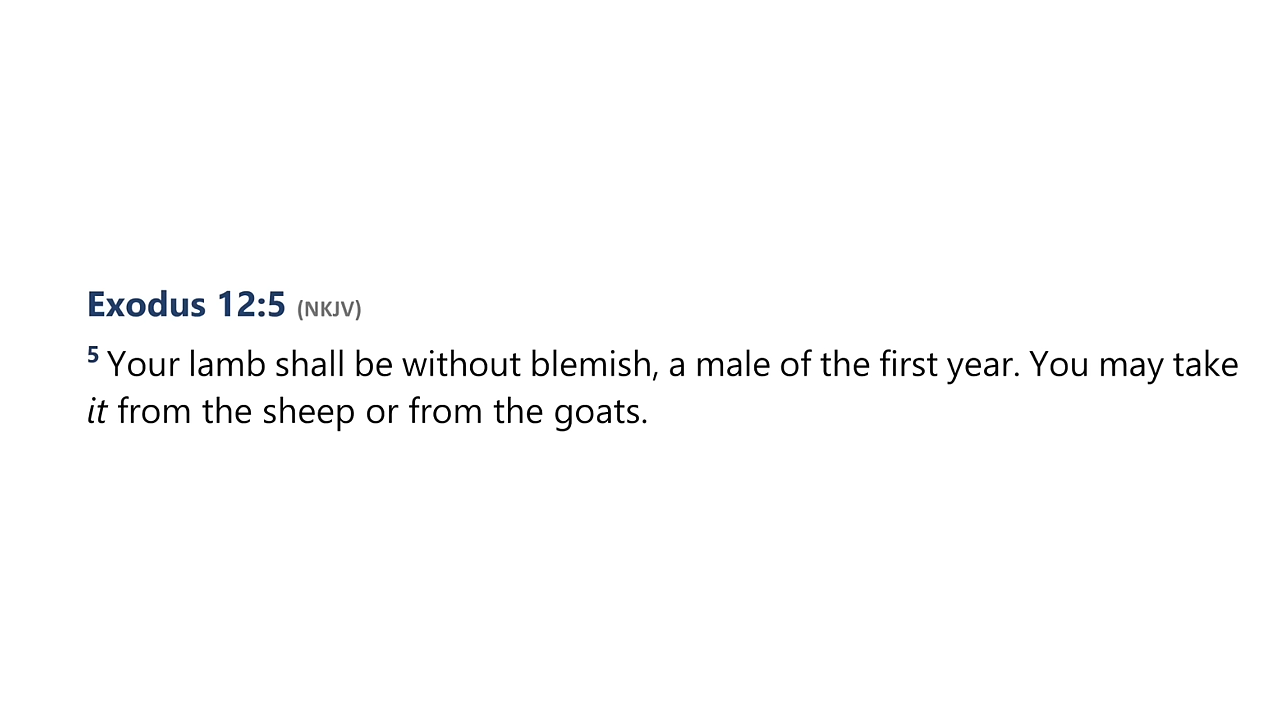 Exodus 12:5 (NKJV)
5 Your lamb shall be without blemish, a male of the first year. You may take
it from the sheep or from the goats.